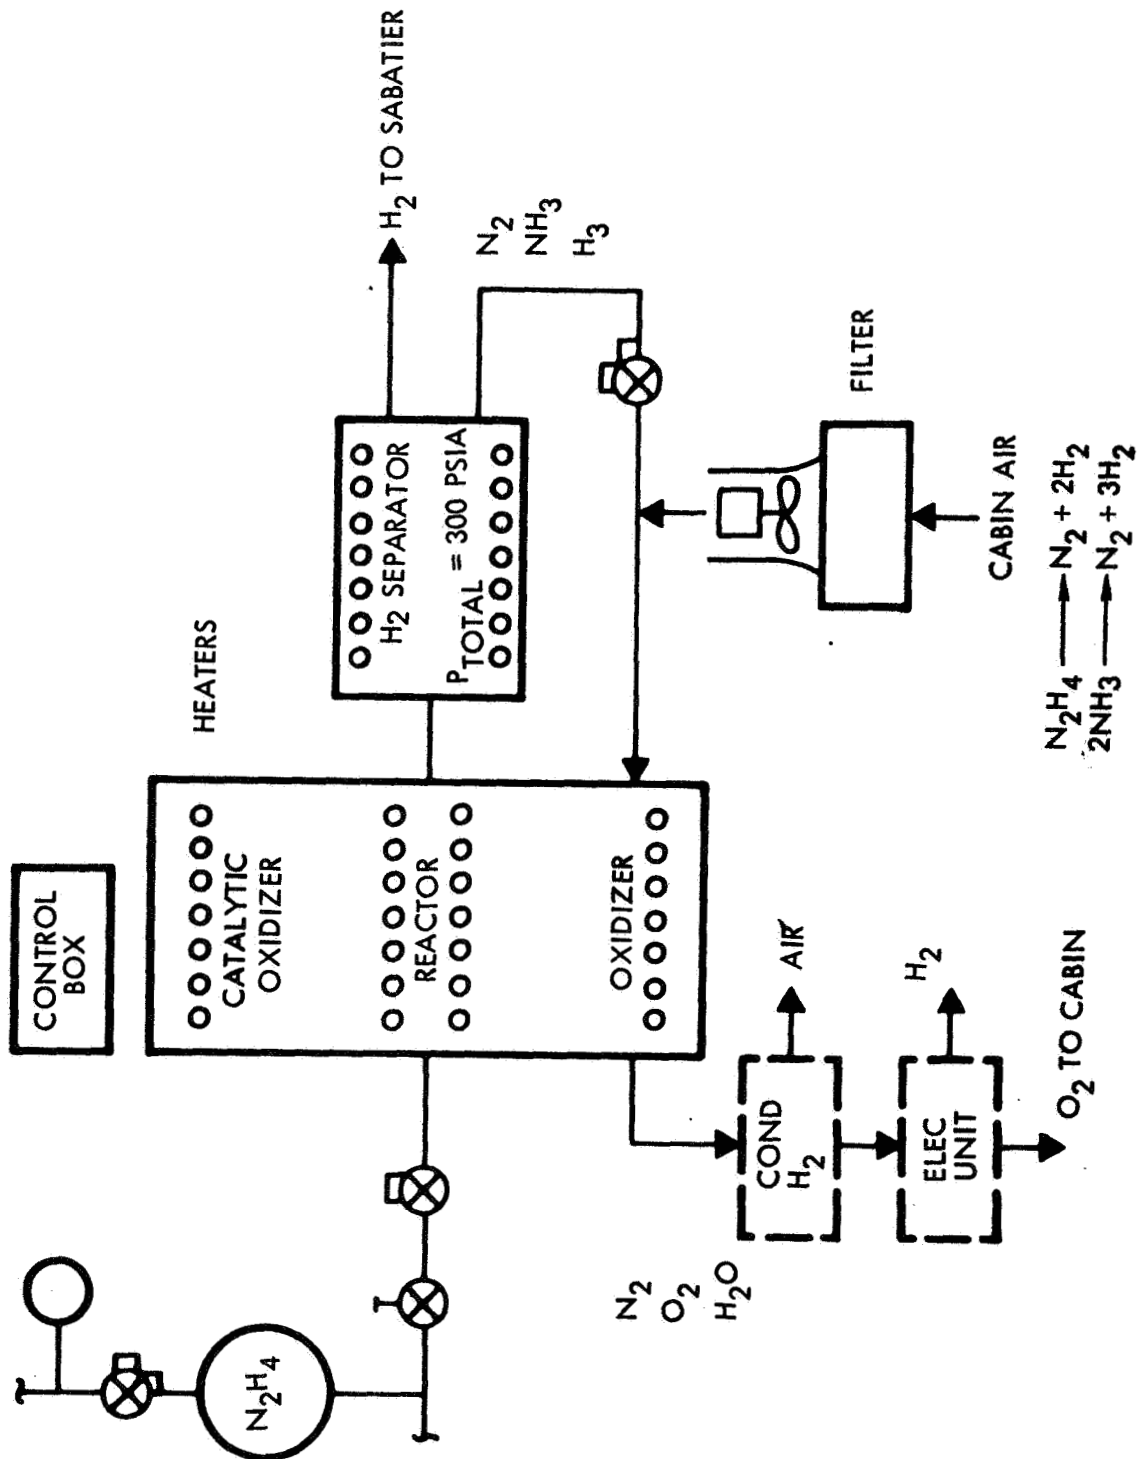 CONTROL
BOX
HEATERS
CATALYTIC
OXIDIZER
REACTOR
OXIDIZER
H2 SEPARATOR
PTOTAL = 300 PSIA
H2 TO SABATIER
N2
NH3
H3
N2H4
N2
O2
H2O
COND
H2
AIR
ELEC
UNIT
H2
O2 TO CABIN
FILTER
CABIN AIR
N2H4 → N2 + 2H2
2NH3 → N2 + 3H2